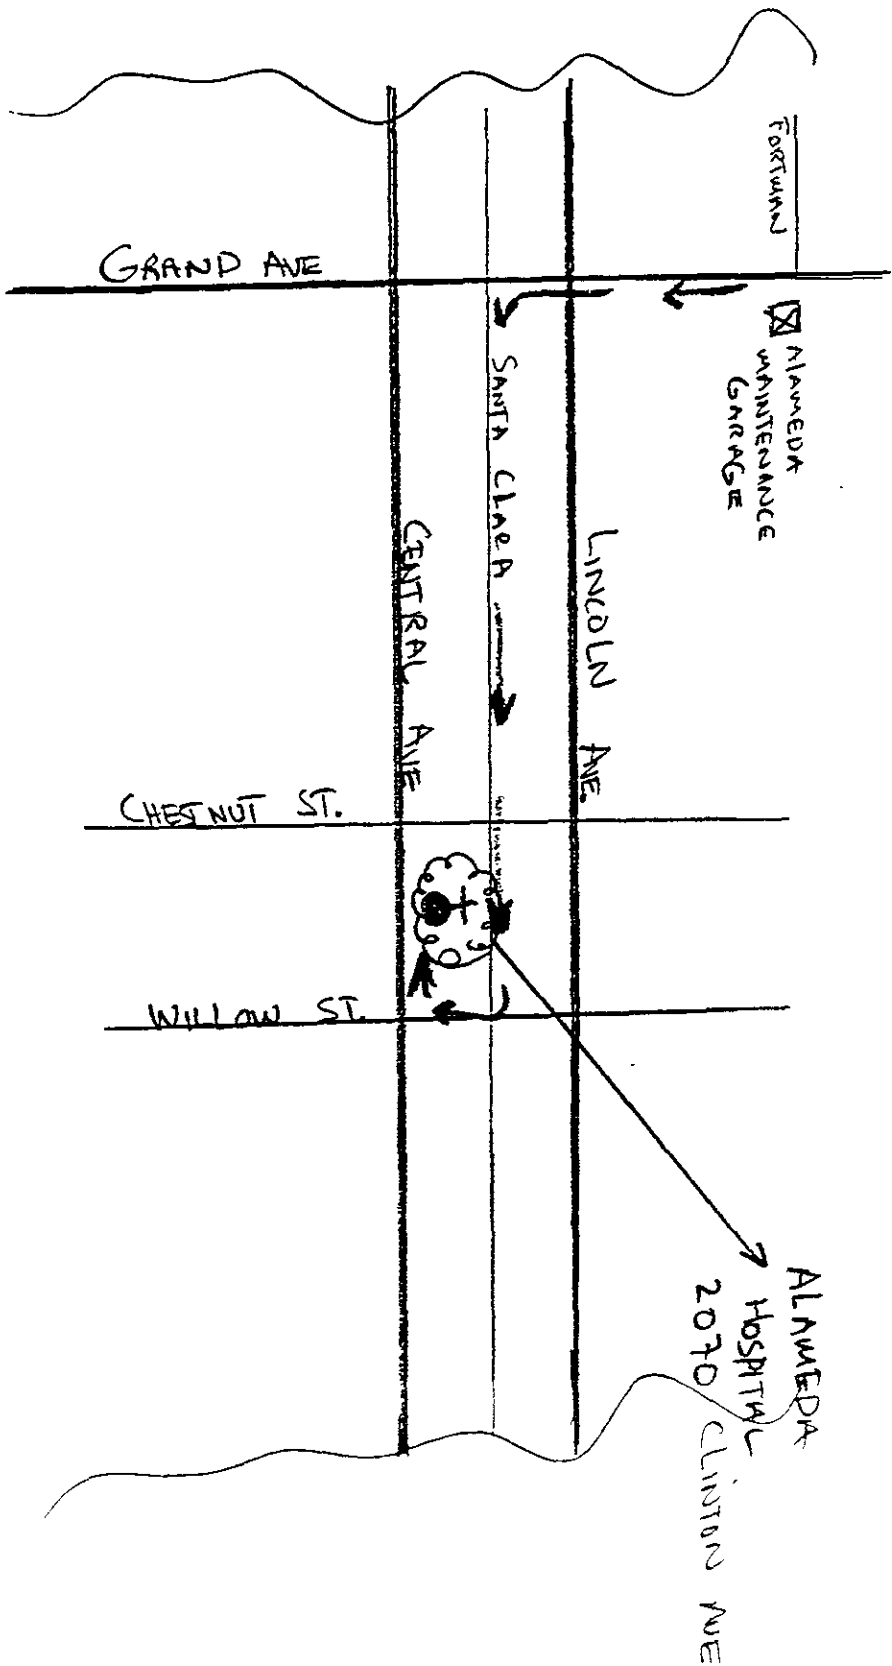 FORTMAN
GRAND AVE
ALAMEDA
MAINTENANCE
GARAGE
SANTA CLARA
CENTRAL AVE
LINCOLN AVE.
CHESTNUT ST.
WILLOW ST.
ALAMEDA
HOSPITAL
2070 CLINTON AVE